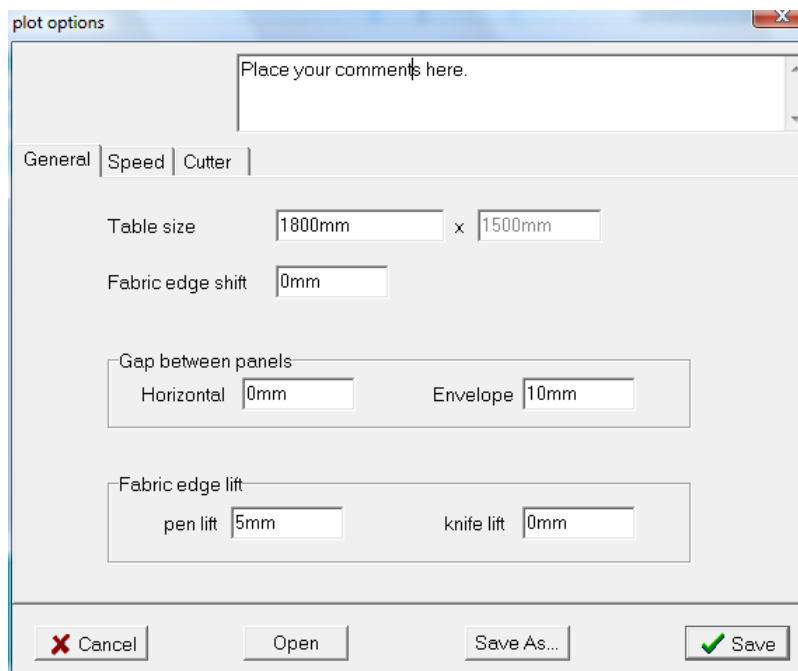 plot options
Place your comments here.
General Speed Cutter
Table size 1800mm x 1500mm
Fabric edge shift 0mm
Gap between panels
Horizontal 0mm Envelope 10mm
Fabric edge lift
pen lift 5mm knife lift 0mm
Cancel Open Save As... Save